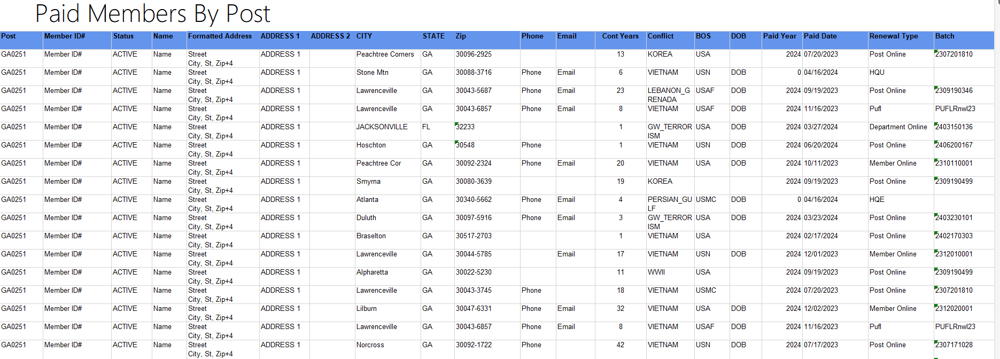 Paid Members By Post
Post Member ID# Status Name Formatted Address ADDRESS 1 ADDRESS 2 CITY STATE Zip Phone Email Cont Years Conflict BOS DOB Paid Year Paid Date Renewal Type Batch
GA0251 Member ID# ACTIVE Name Street ADDRESS 1 Peachtree Corners GA 30096-2925 13 KOREA USA 2024 07/20/2023 Post Online 2307201810
City, St, Zip+4
GA0251 Member ID# ACTIVE Name Street ADDRESS 1 Stone Mtn GA 30088-3716 Phone Email 6 VIETNAM USN DOB 0 04/16/2024 HQU
City, St, Zip+4
GA0251 Member ID# ACTIVE Name Street ADDRESS 1 Lawrenceville GA 30043-5687 Phone Email 23 LEBANON_G USAF DOB 2024 09/19/2023 Post Online 2309190346
City, St, Zip+4 RENADA
GA0251 Member ID# ACTIVE Name Street ADDRESS 1 Lawrenceville GA 30043-6857 Phone Email 8 VIETNAM USAF DOB 2024 11/16/2023 Pufl PUFLRnwl23
City, St, Zip+4
GA0251 Member ID# ACTIVE Name Street ADDRESS 1 JACKSONVILLE FL 32233 1 GW_TERROR USA DOB 2024 03/27/2024 Department Online 2403150136
City, St, Zip+4 ISM
GA0251 Member ID# ACTIVE Name Street ADDRESS 1 Hoschton GA 30548 Phone 1 VIETNAM USN DOB 2024 06/20/2024 Post Online 2406200167
City, St, Zip+4
GA0251 Member ID# ACTIVE Name Street ADDRESS 1 Peachtree Cor GA 30092-2324 Phone Email 20 VIETNAM USA DOB 2024 10/11/2023 Member Online 2310110001
City, St, Zip+4
GA0251 Member ID# ACTIVE Name Street ADDRESS 1 Smyrna GA 30080-3639 19 KOREA 2024 09/19/2023 Post Online 2309190499
City, St, Zip+4
GA0251 Member ID# ACTIVE Name Street ADDRESS 1 Atlanta GA 30340-5662 Phone Email 4 PERSIAN_GU USMC DOB 0 04/16/2024 HQE
City, St, Zip+4 LF
GA0251 Member ID# ACTIVE Name Street ADDRESS 1 Duluth GA 30097-5916 Phone Email 3 GW_TERROR USA DOB 2024 03/23/2024 Post Online 2403230101
City, St, Zip+4 ISM
GA0251 Member ID# ACTIVE Name Street ADDRESS 1 Braselton GA 30517-2703 1 VIETNAM USA 2024 02/17/2024 Post Online 2402170303
City, St, Zip+4
GA0251 Member ID# ACTIVE Name Street ADDRESS 1 Lawrenceville GA 30044-5785 Email 17 VIETNAM USN DOB 2024 12/01/2023 Member Online 2312010001
City, St, Zip+4
GA0251 Member ID# ACTIVE Name Street ADDRESS 1 Alpharetta GA 30022-5230 11 WWII USA 2024 09/19/2023 Post Online 2309190499
City, St, Zip+4
GA0251 Member ID# ACTIVE Name Street ADDRESS 1 Lawrenceville GA 30043-3745 Phone 18 VIETNAM USMC 2024 07/20/2023 Post Online 2307201810
City, St, Zip+4
GA0251 Member ID# ACTIVE Name Street ADDRESS 1 Lilburn GA 30047-6331 Phone Email 32 VIETNAM USA DOB 2024 12/02/2023 Member Online 2312020001
City, St, Zip+4
GA0251 Member ID# ACTIVE Name Street ADDRESS 1 Lawrenceville GA 30043-6857 Phone Email 8 VIETNAM USAF DOB 2024 11/16/2023 Pufl PUFLRnwl23
City, St, Zip+4
GA0251 Member ID# ACTIVE Name Street ADDRESS 1 Norcross GA 30092-1722 Phone 42 VIETNAM USN DOB 2024 07/17/2023 Post Online 2307171028
City, St, Zip+4